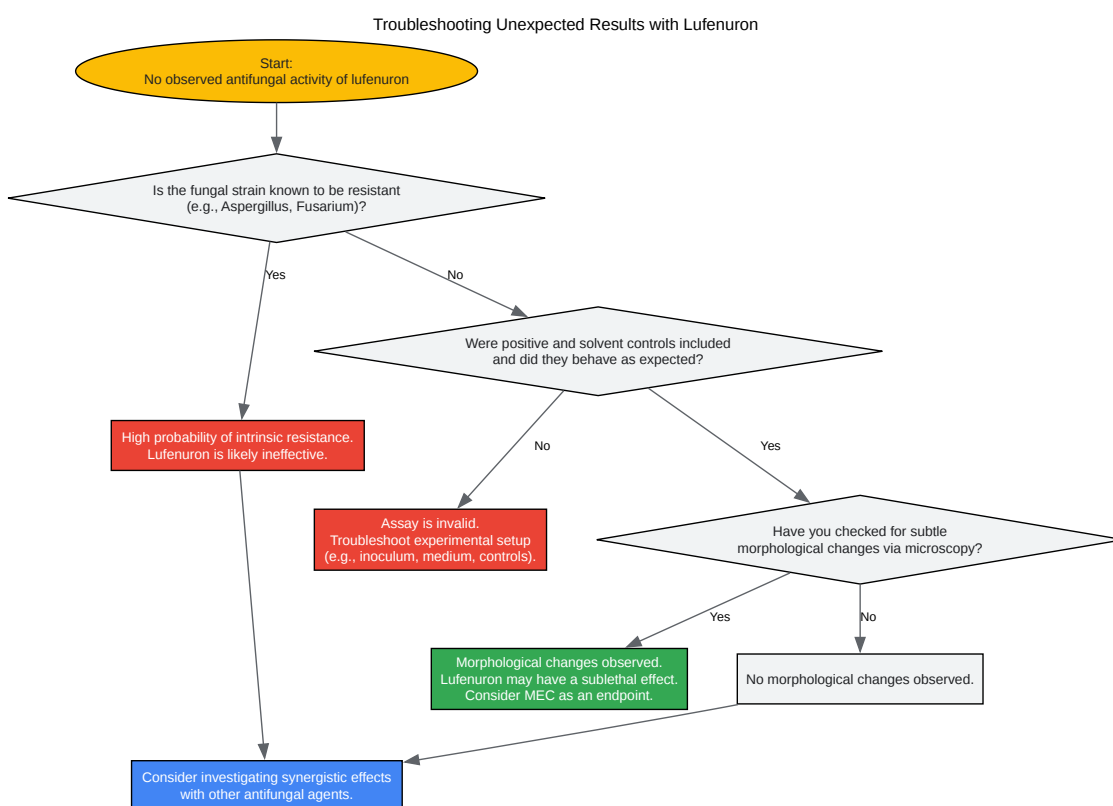 Troubleshooting Unexpected Results with Lufenuron
Start:
No observed antifungal activity of lufenuron
Is the fungal strain known to be resistant
(e.g., Aspergillus, Fusarium)?
Yes
No
Were positive and solvent controls included
and did they behave as expected?
High probability of intrinsic resistance.
Lufenuron is likely ineffective.
No
Yes
Assay is invalid.
Troubleshoot experimental setup
(e.g., inoculum, medium, controls).
Have you checked for subtle
morphological changes via microscopy?
Yes
No
Morphological changes observed.
Lufenuron may have a sublethal effect.
Consider MEC as an endpoint.
No morphological changes observed.
Consider investigating synergistic effects
with other antifungal agents.